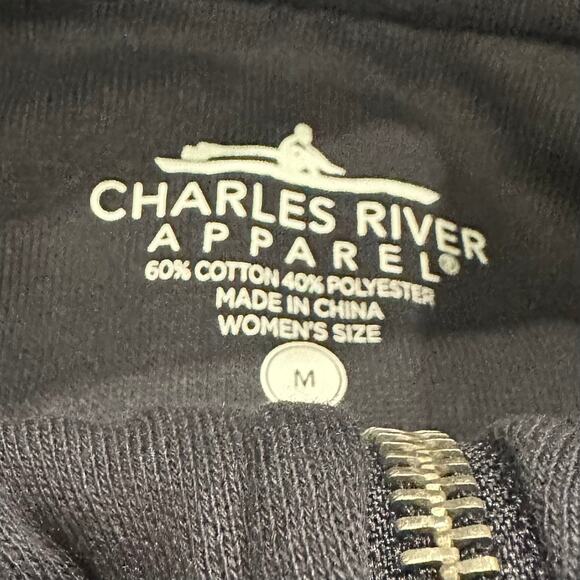 CHARLES RIVER
APPAREL®
60% COTTON 40% POLYESTER
MADE IN CHINA
WOMEN'S SIZE
M